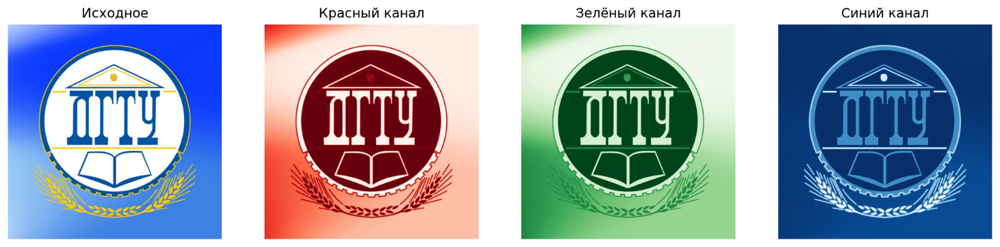 Исходное
Красный канал
Зелёный канал
Синий канал
ДГТУ
ДГТУ
ДГТУ
ДГТУ